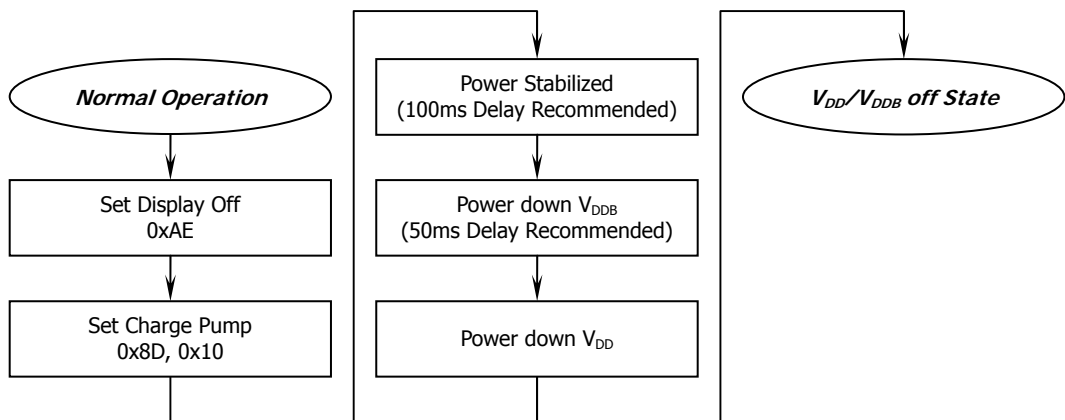 Normal Operation
Set Display Off
0xAE
Set Charge Pump
0x8D, 0x10
Power Stabilized
(100ms Delay Recommended)
Power down VDDB
(50ms Delay Recommended)
Power down VDD
VDD/VDDB off State